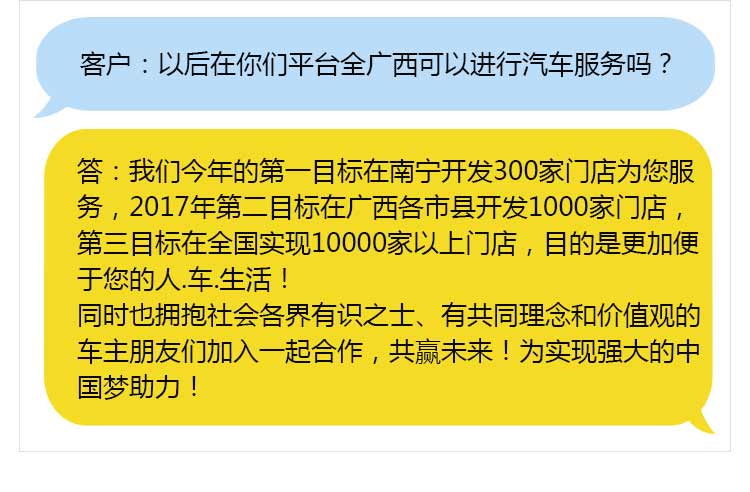 客户：以后在你们平台全广西可以进行汽车服务吗？
答：我们今年的第一目标在南宁开发300家门店为您服
务，2017年第二目标在广西各市县开发1000家门店，
第三目标在全国实现10000家以上门店，目的是更加便
于您的人.车.生活！
同时也拥抱社会各界有识之士、有共同理念和价值观的
车主朋友们加入一起合作，共赢未来！为实现强大的中
国梦助力！